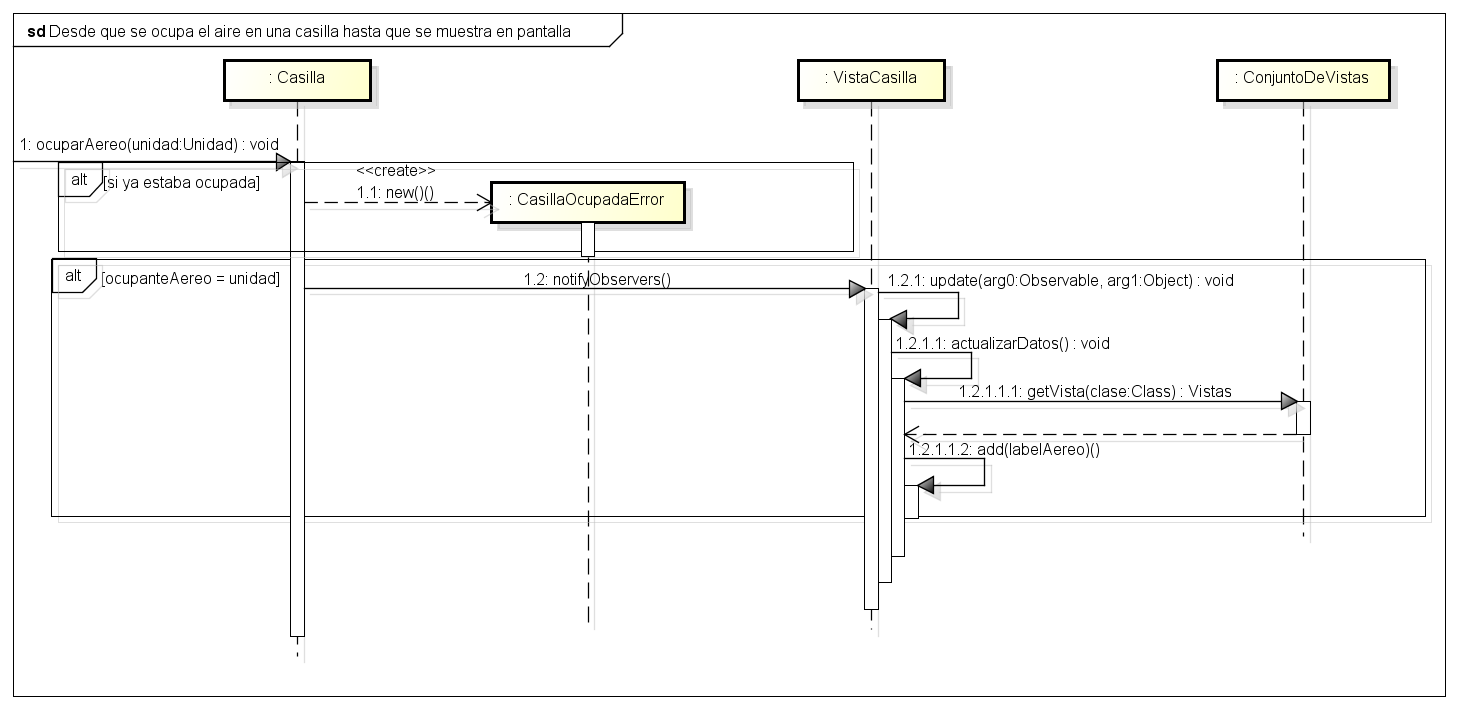 sd Desde que se ocupa el aire en una casilla hasta que se muestra en pantalla
: Casilla
: VistaCasilla
: ConjuntoDeVistas
1: ocuparAereo(unidad:Unidad) : void
alt
[si ya estaba ocupada]
<<create>>
1.1: new()()
: CasillaOcupadaError
alt
[ocupanteAereo = unidad]
1.2: notifyObservers()
1.2.1: update(arg0:Observable, arg1:Object) : void
1.2.1.1: actualizarDatos() : void
1.2.1.1.1: getVista(clase:Class) : Vistas
1.2.1.1.2: add(labelAereo)()